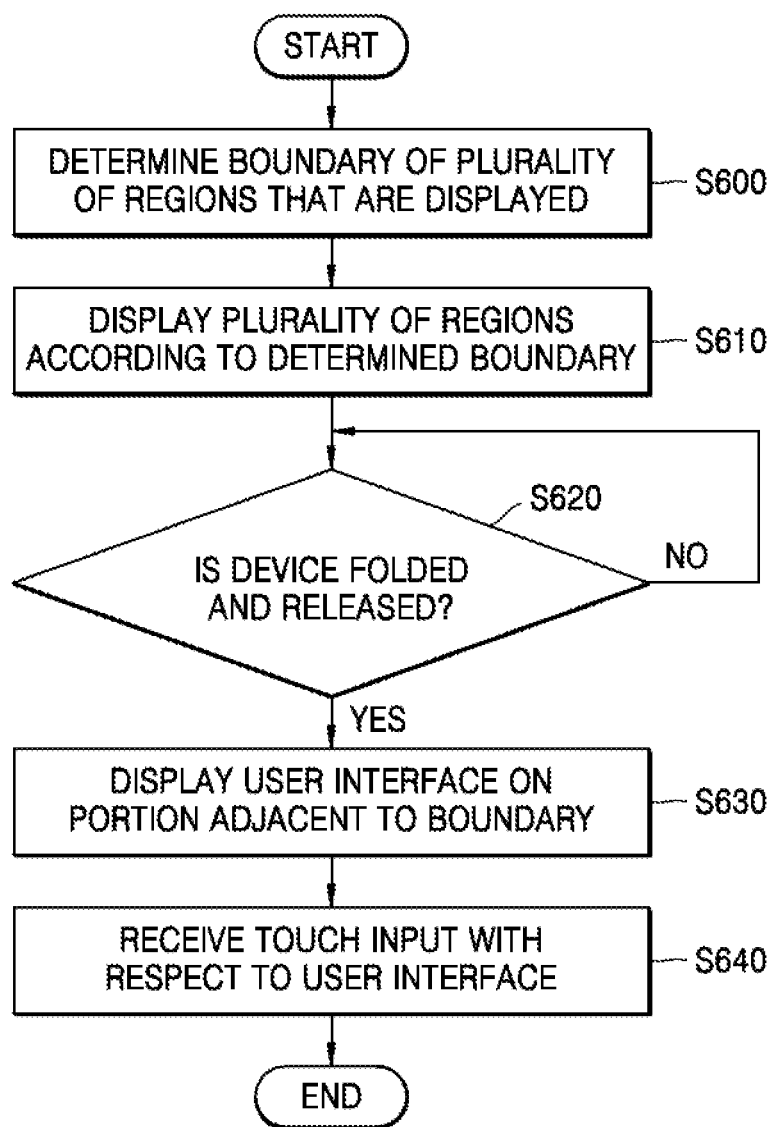 START
DETERMINE BOUNDARY OF PLURALITY
OF REGIONS THAT ARE DISPLAYED
S600
DISPLAY PLURALITY OF REGIONS
ACCORDING TO DETERMINED BOUNDARY
S610
S620
IS DEVICE FOLDED
AND RELEASED?
NO
YES
DISPLAY USER INTERFACE ON
PORTION ADJACENT TO BOUNDARY
S630
RECEIVE TOUCH INPUT WITH
RESPECT TO USER INTERFACE
S640
END